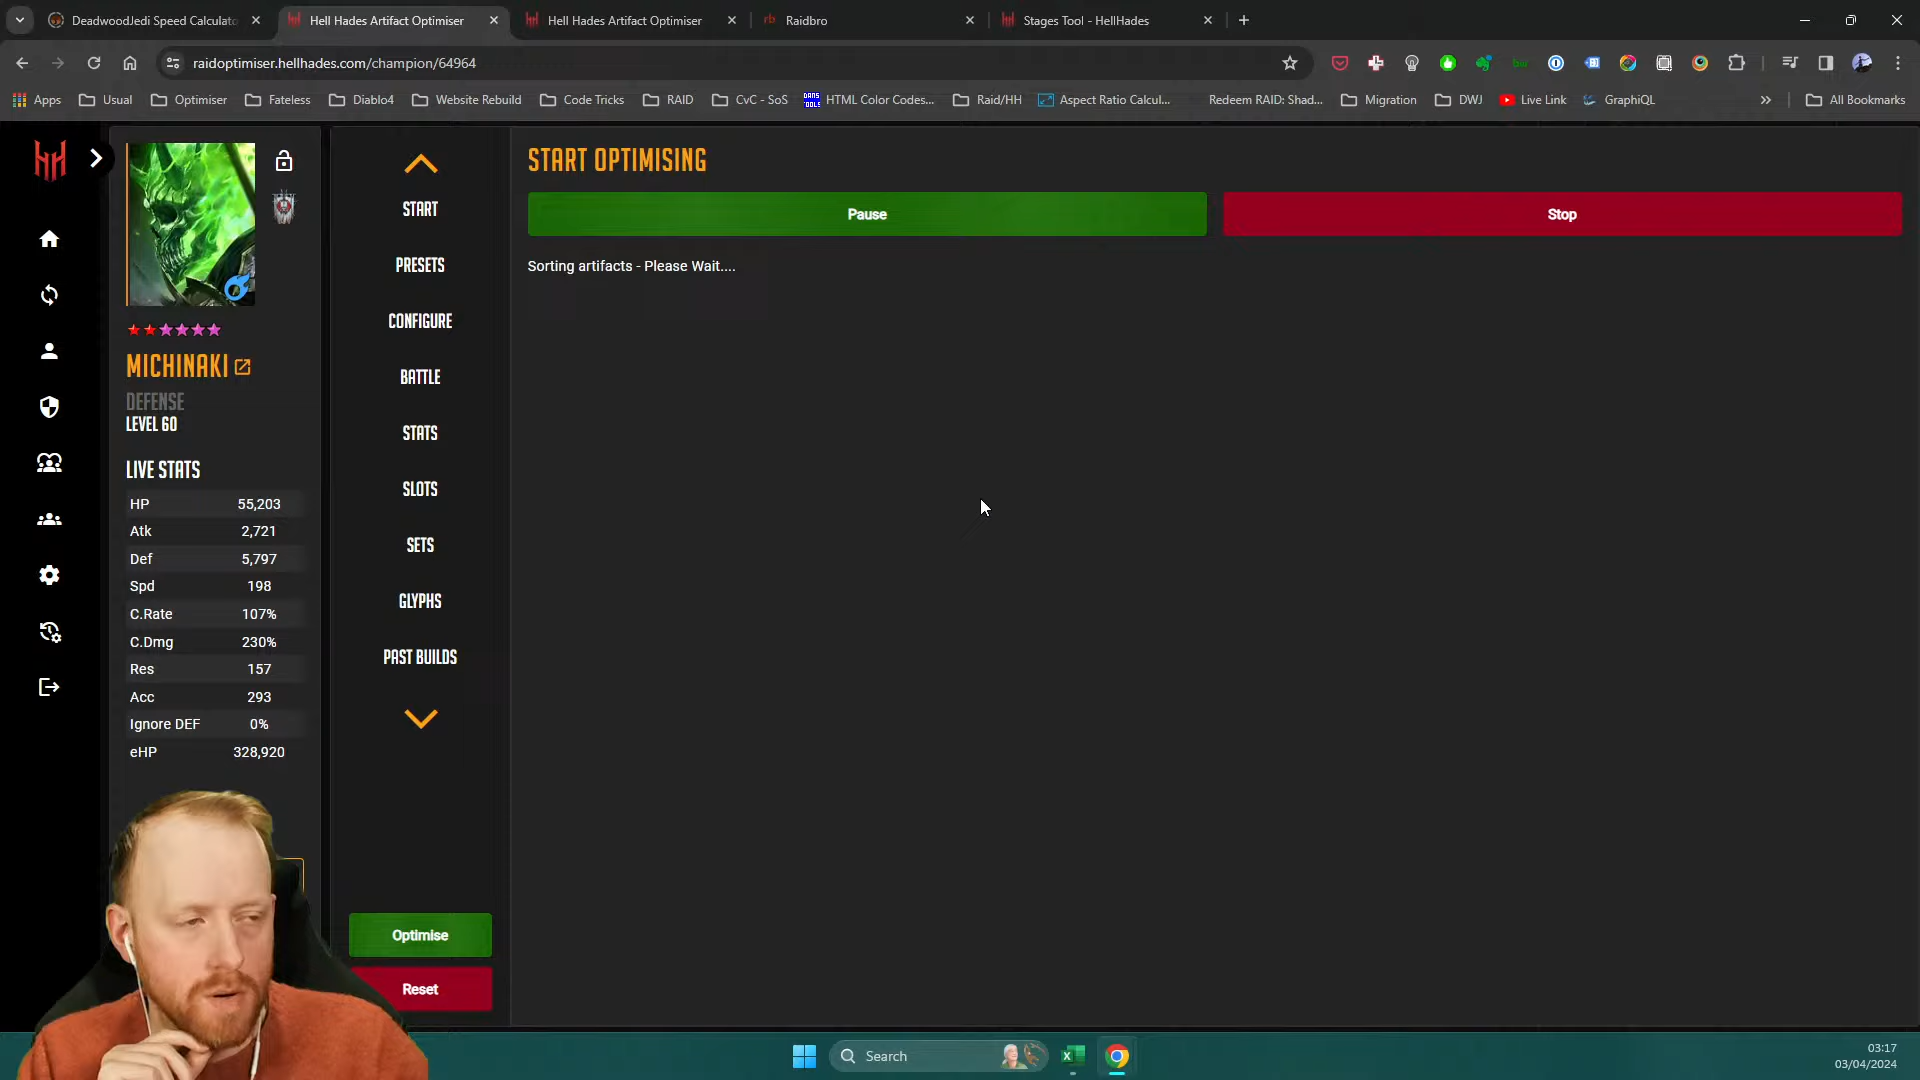 DeadwoodJedi Speed Calculato
Hell Hades Artifact Optimiser
Hell Hades Artifact Optimiser
Raidbro
Stages Tool - HellHades
raidoptimiser.hellhades.com/champion/64964
Apps
Usual
Optimiser
Fateless
Diablo4
Website Rebuild
Code Tricks
RAID
CvC - SoS
HTML Color Codes...
Raid/HH
Aspect Ratio Calcul...
Redeem RAID: Shad...
Migration
DWJ
Live Link
GraphiQL
»
All Bookmarks
START
PRESETS
CONFIGURE
BATTLE
STATS
SLOTS
SETS
GLYPHS
PAST BUILDS
Optimise
Reset
MICHINAKI
DEFENSE
LEVEL 60
LIVE STATS
HP 55,203
Atk 2,721
Def 5,797
Spd 198
C.Rate 107%
C.Dmg 230%
Res 157
Acc 293
Ignore DEF 0%
eHP 328,920
START OPTIMISING
Pause
Stop
Sorting artifacts - Please Wait....
Search
03:17
03/04/2024